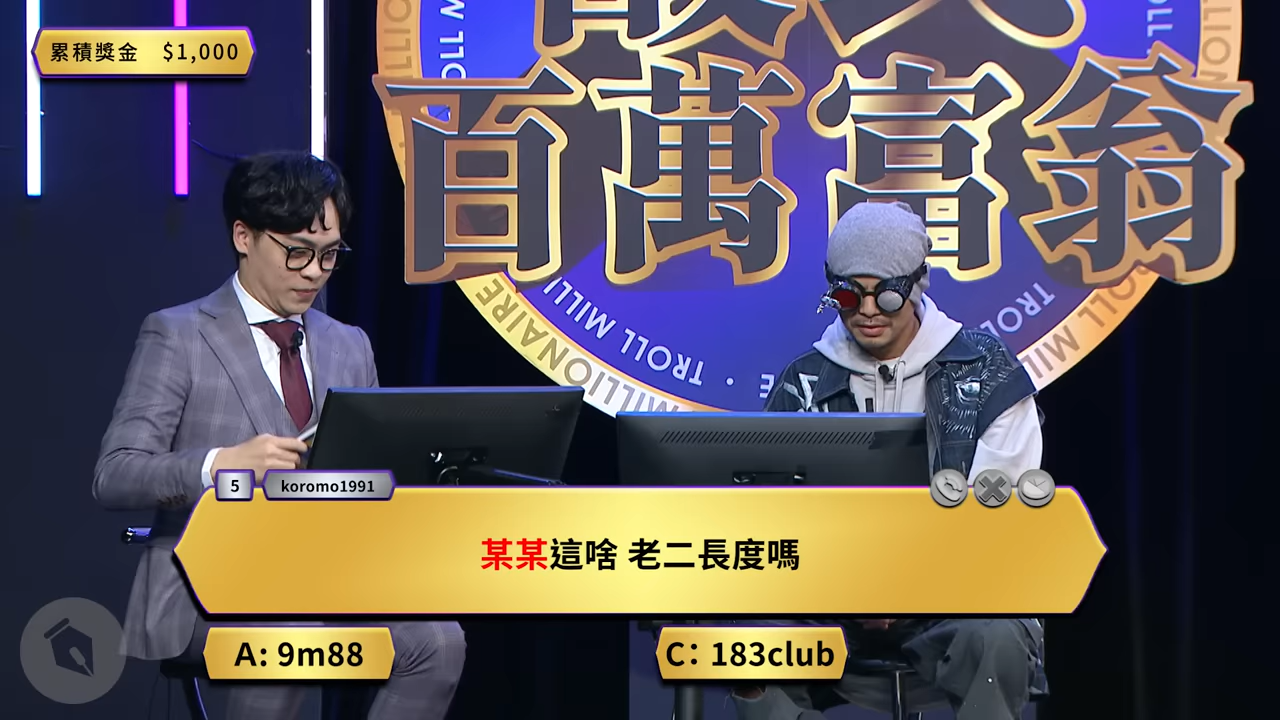 累積獎金 $1,000
百萬富翁
TROLL MILLIONAIRE
5
koromo1991
某某這啥 老二長度嗎
A: 9m88
C: 183club